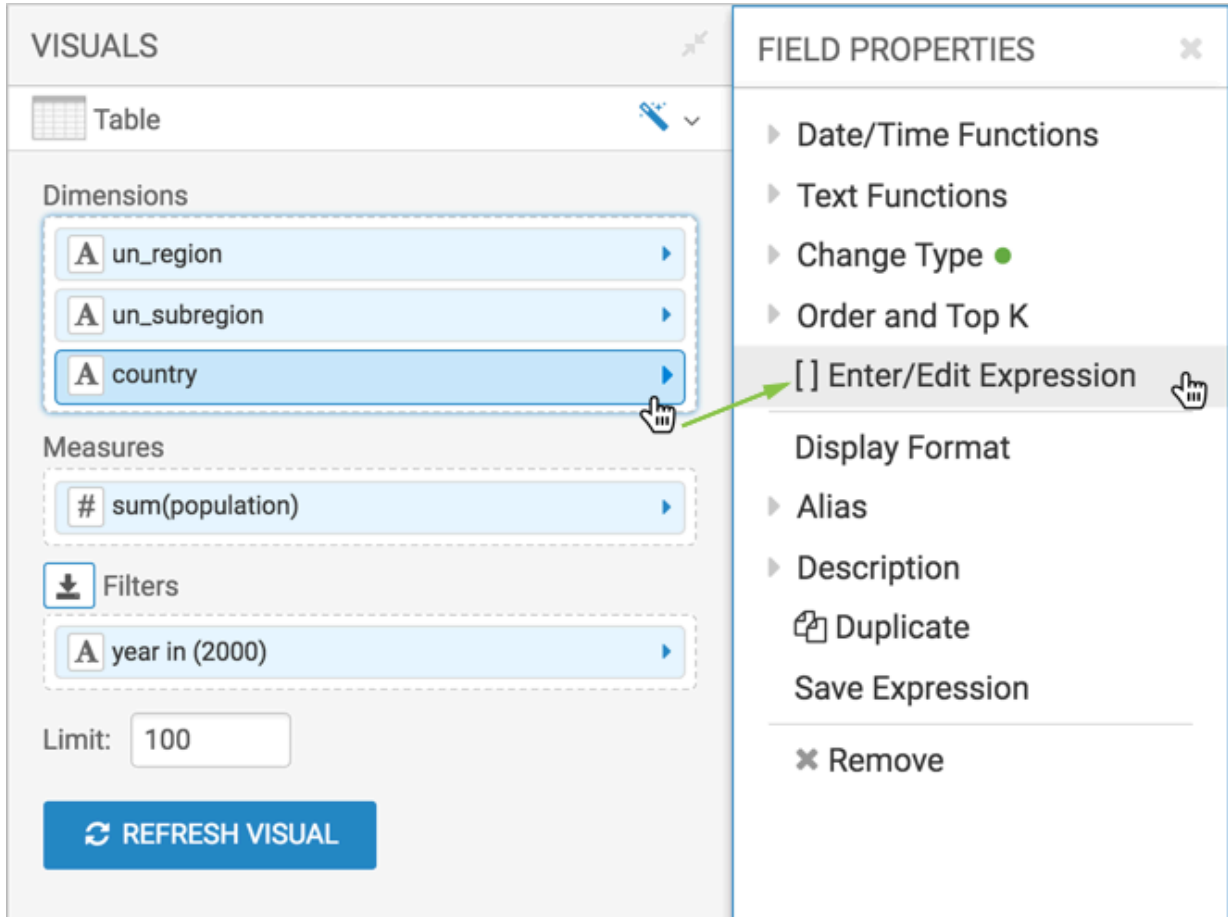 VISUALS
Table
Dimensions
A un_region
A un_subregion
A country
Measures
# sum(population)
Filters
A year in (2000)
Limit: 100
REFRESH VISUAL
FIELD PROPERTIES
Date/Time Functions
Text Functions
Change Type
Order and Top K
[ ] Enter/Edit Expression
Display Format
Alias
Description
Duplicate
Save Expression
Remove